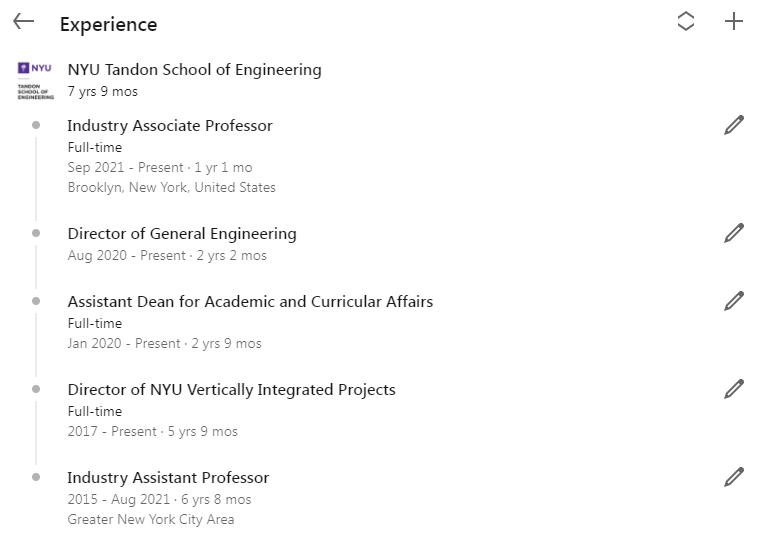 Experience
NYU
TANDON
SCHOOL OF
ENGINEERING
NYU Tandon School of Engineering
7 yrs 9 mos
Industry Associate Professor
Full-time
Sep 2021 - Present · 1 yr 1 mo
Brooklyn, New York, United States
Director of General Engineering
Aug 2020 - Present · 2 yrs 2 mos
Assistant Dean for Academic and Curricular Affairs
Full-time
Jan 2020 - Present · 2 yrs 9 mos
Director of NYU Vertically Integrated Projects
Full-time
2017 - Present · 5 yrs 9 mos
Industry Assistant Professor
2015 - Aug 2021 · 6 yrs 8 mos
Greater New York City Area